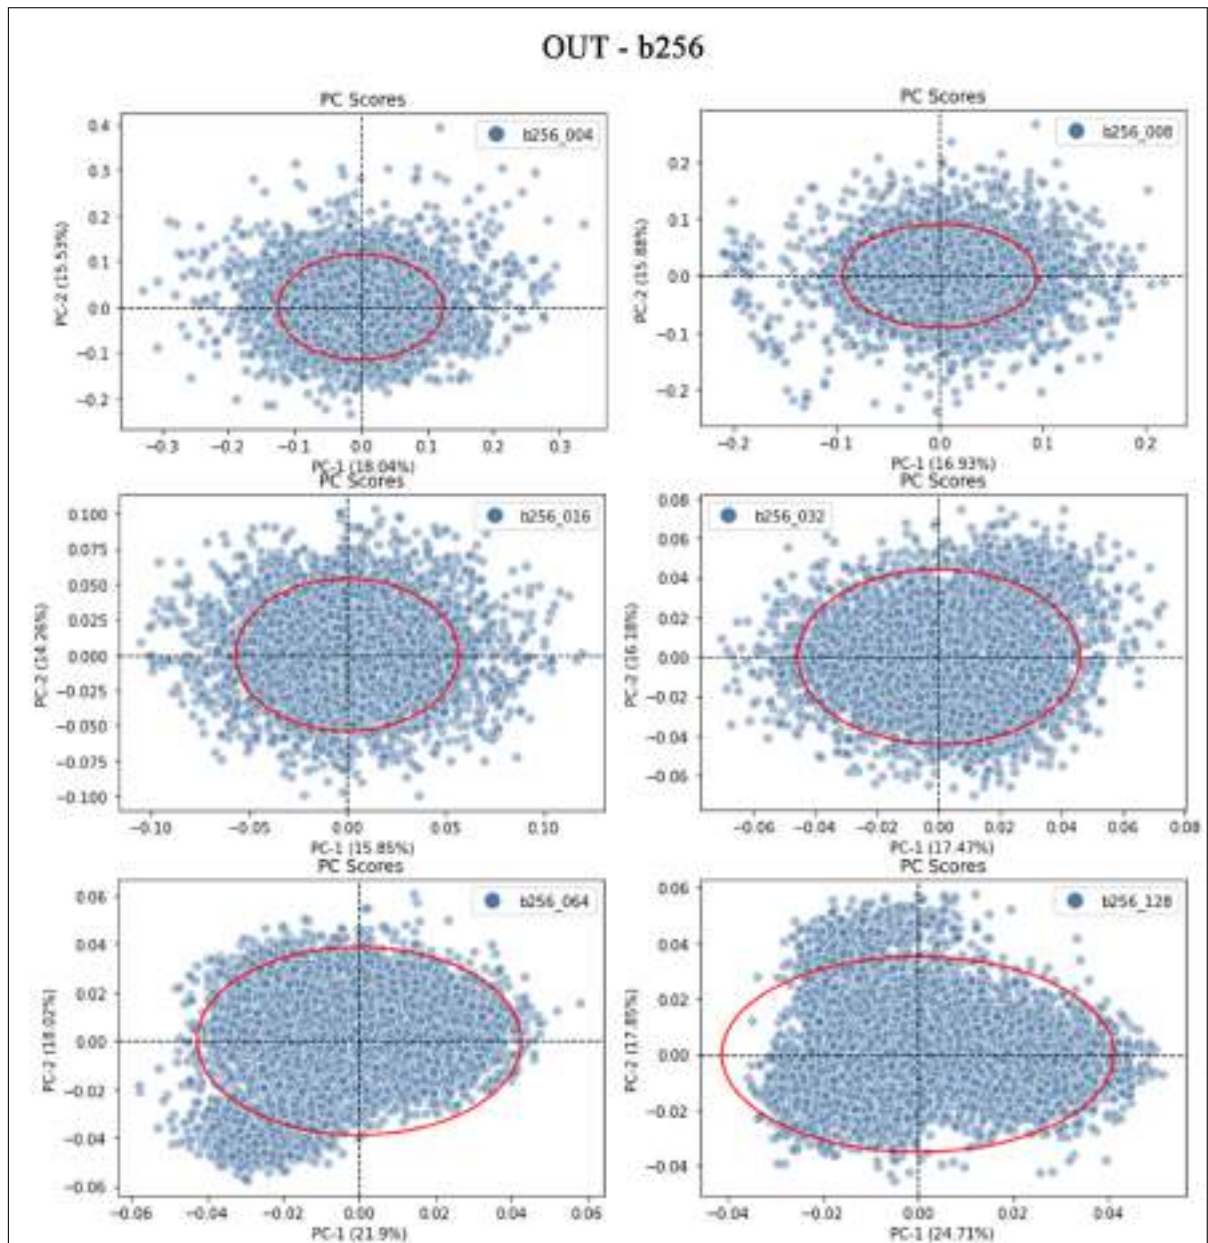 OUT - b256
PC Scores
b256_004
0.4
0.3
0.2
0.1
0.0
−0.1
−0.2
PC-2 (15.53%)
−0.3 −0.2 −0.1 0.0 0.1 0.2 0.3
PC-1 (18.04%)
PC Scores
b256_008
0.2
0.1
0.0
−0.1
−0.2
PC-2 (15.88%)
−0.2 −0.1 0.0 0.1 0.2
PC-1 (16.93%)
PC Scores
b256_016
0.100
0.075
0.050
0.025
0.000
−0.025
−0.050
−0.075
−0.100
PC-2 (14.26%)
−0.10 −0.05 0.00 0.05 0.10
PC-1 (15.85%)
PC Scores
b256_032
0.08
0.06
0.04
0.02
0.00
−0.02
−0.04
−0.06
PC-2 (16.18%)
−0.06 −0.04 −0.02 0.00 0.02 0.04 0.06 0.08
PC-1 (17.47%)
PC Scores
b256_064
0.06
0.04
0.02
0.00
−0.02
−0.04
−0.06
PC-2 (18.02%)
−0.06 −0.04 −0.02 0.00 0.02 0.04 0.06
PC-1 (21.9%)
PC Scores
b256_128
0.06
0.04
0.02
0.00
−0.02
−0.04
PC-2 (17.85%)
−0.04 −0.02 0.00 0.02 0.04
PC-1 (24.71%)